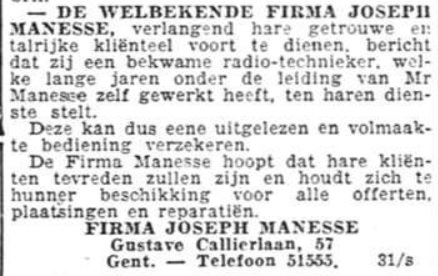 — DE WELBEKENDE FIRMA JOSEPH
MANESSE, verlangend hare getrouwe en
talrijke kliënteel voort te dienen, bericht
dat zij een bekwame radio-technieker, wel-
ke lange jaren onder de leiding van Mr
Manesse zelf gewerkt heeft, ten haren dien-
ste stelt.
Deze kan dus eene uitgelezen en volmaak-
te bediening verzekeren.
De Firma Manesse hoopt dat hare kliën-
ten tevreden zullen zijn en houdt zich te
hunner beschikking voor alle offerten,
plaatsingen en reparatiën.
FIRMA JOSEPH MANESSE
Gustave Callierlaan, 57
Gent. — Telefoon 51555. 31/s